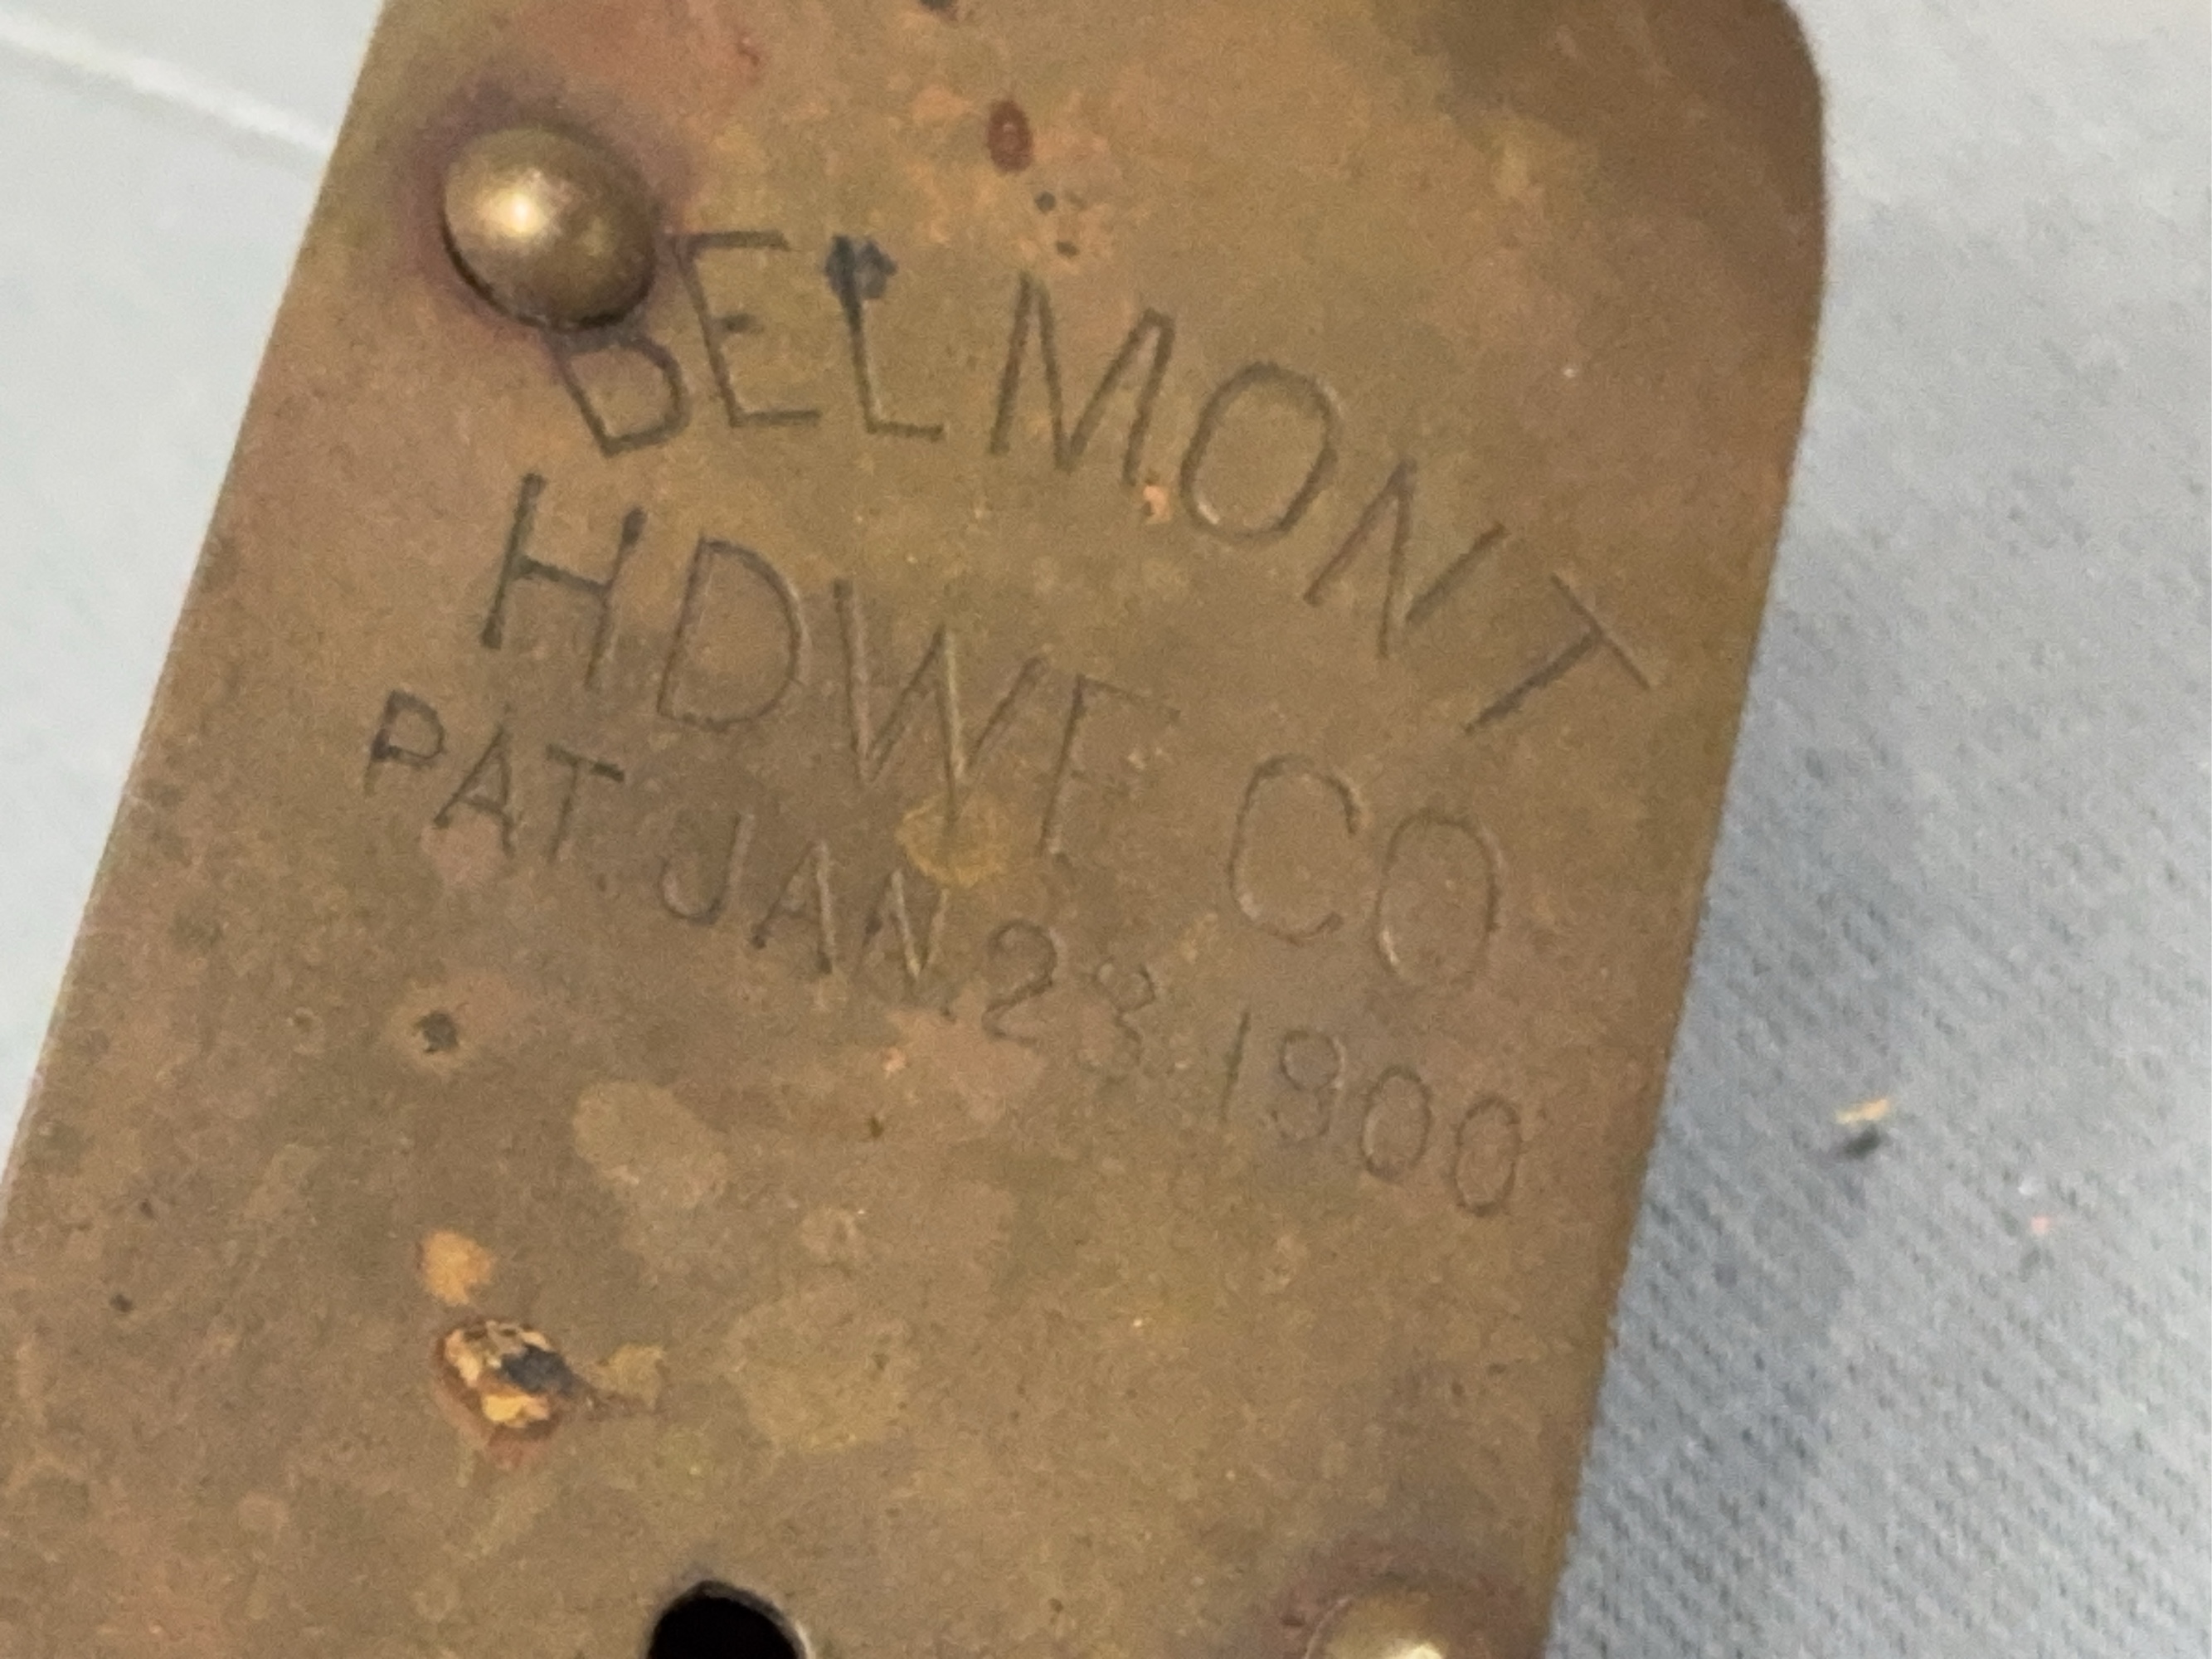 BELMONT
HDWE CO
PAT. JAN. 23 1900